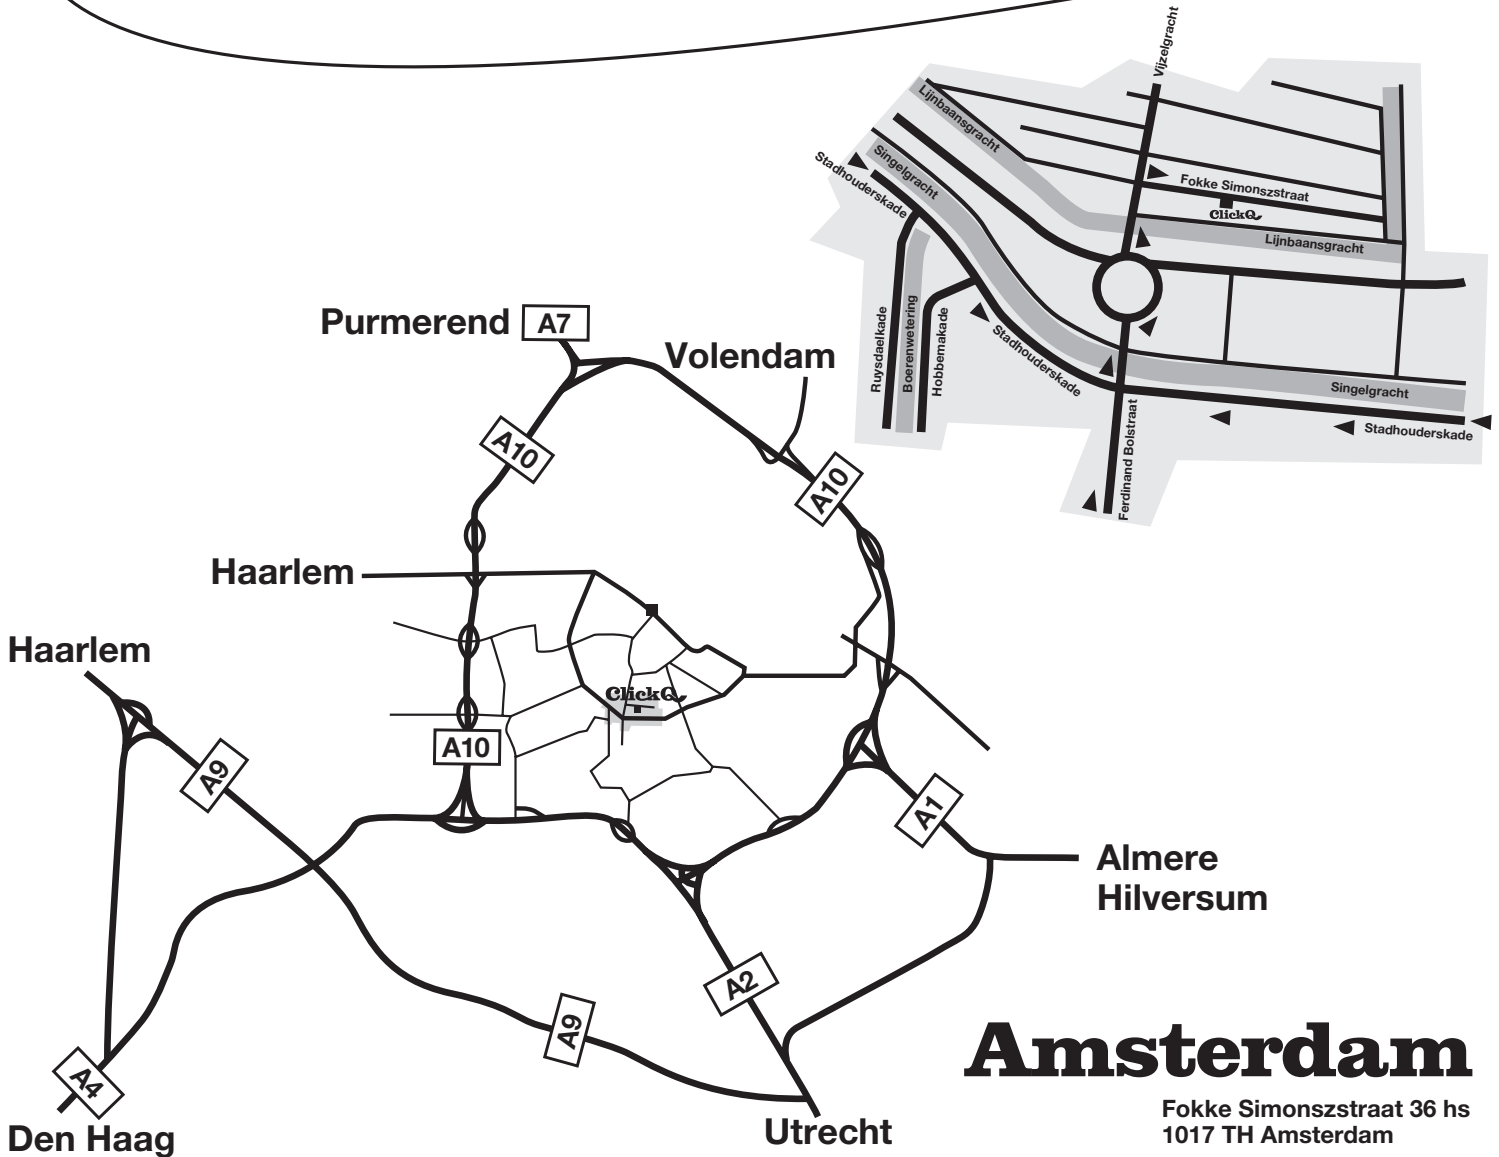 Vijzelgracht
Lijnbaansgracht
Singelgracht
Stadhouderskade
Fokke Simonszstraat
ClickQ
Lijnbaansgracht
Ruysdaelkade
Boerenwetering
Hobbemakade
Stadhouderskade
Singelgracht
Stadhouderskade
Ferdinand Bolstraat
Purmerend
A7
Volendam
A10
A10
Haarlem
Haarlem
ClickQ
A10
A9
A1
Almere
Hilversum
A2
A9
A4
Den Haag
Utrecht
Amsterdam
Fokke Simonszstraat 36 hs
1017 TH Amsterdam